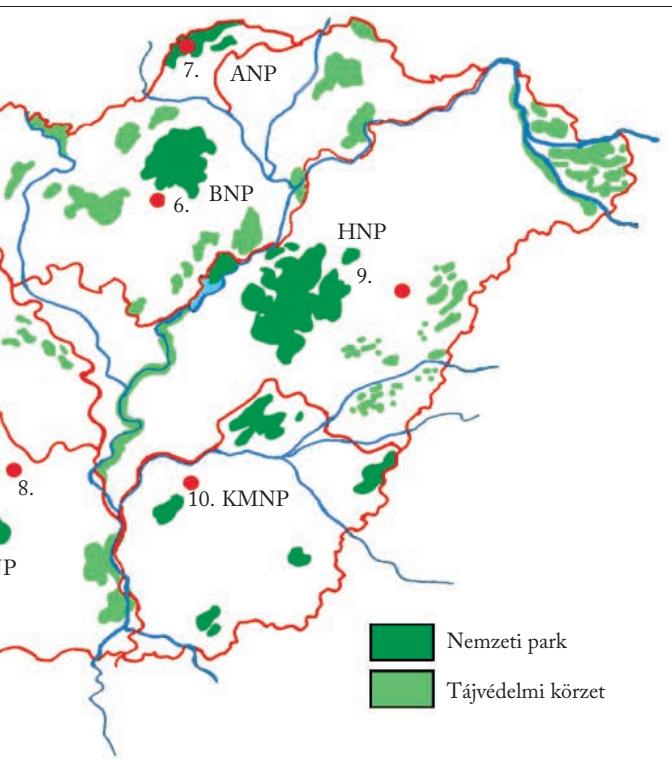 7.
ANP
6.
BNP
HNP
9.
8.
10. KMNP
Nemzeti park
Tájvédelmi körzet